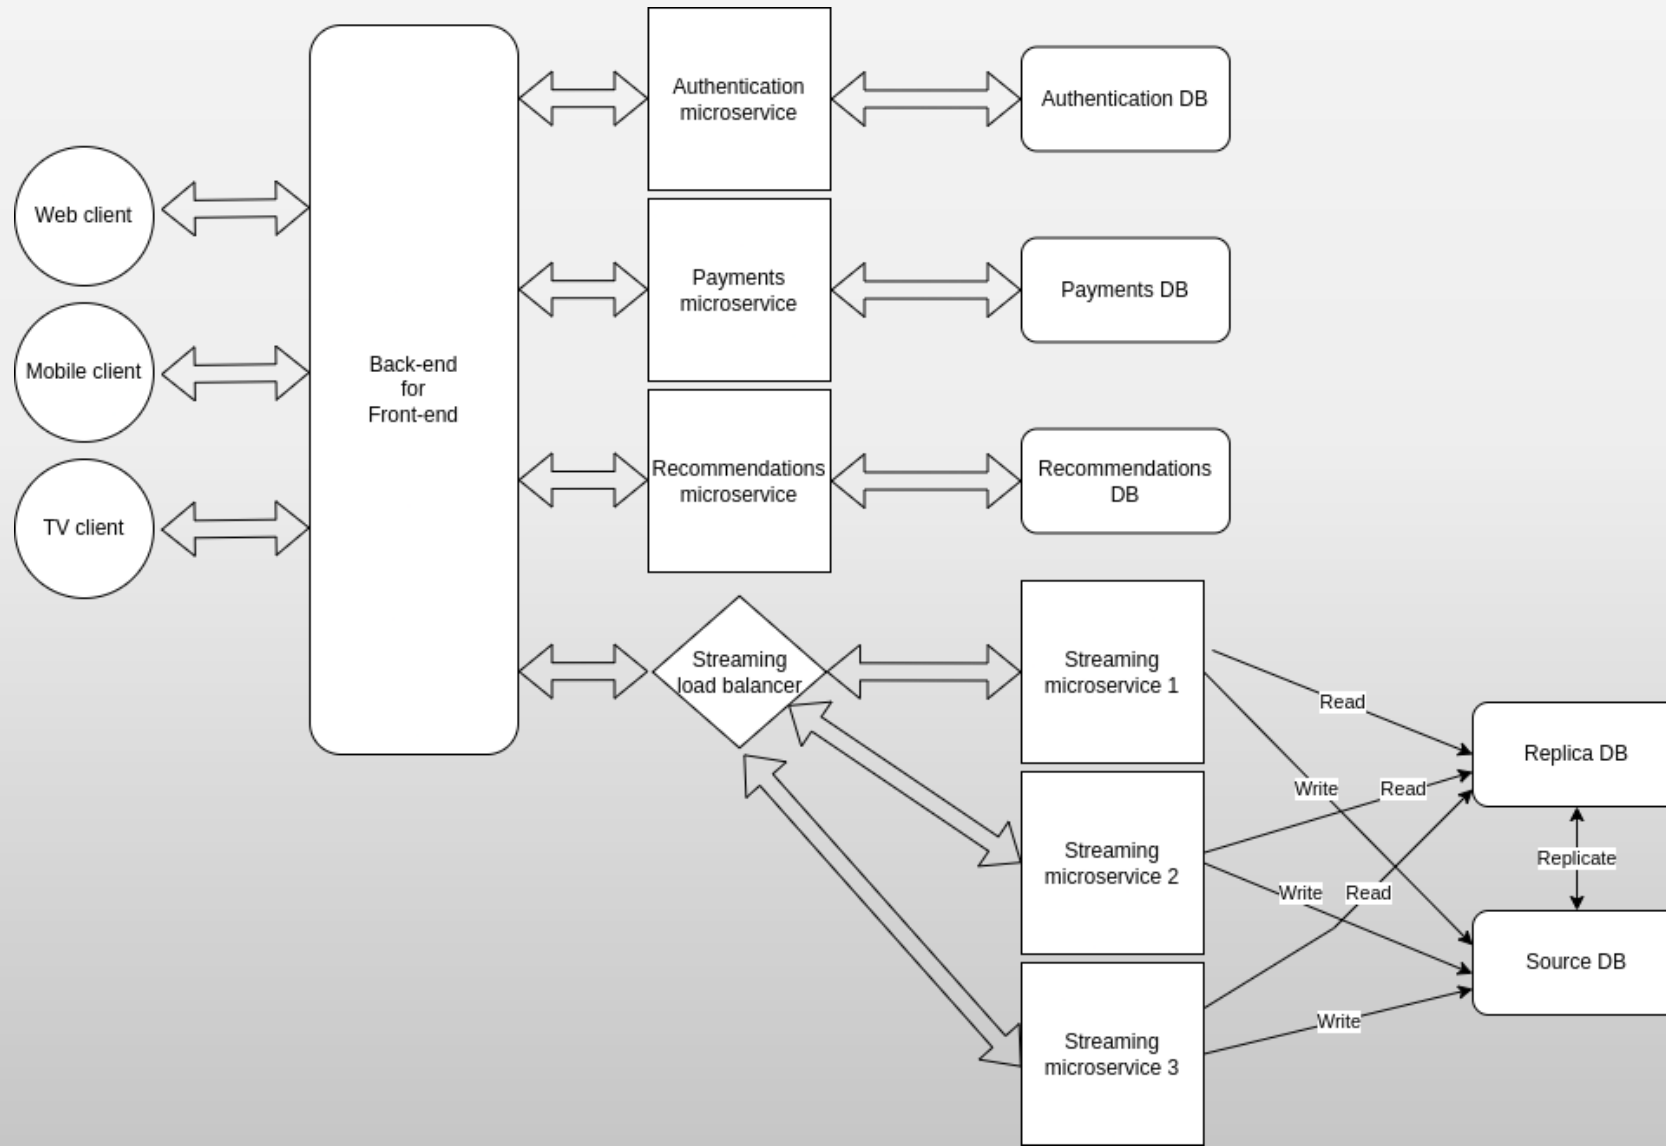 Web client
Mobile client
TV client
Back-end
for
Front-end
Authentication
microservice
Authentication DB
Payments
microservice
Payments DB
Recommendations
microservice
Recommendations
DB
Streaming
load balancer
Streaming
microservice 1
Streaming
microservice 2
Streaming
microservice 3
Read
Write
Read
Write
Read
Write
Replica DB
Replicate
Source DB